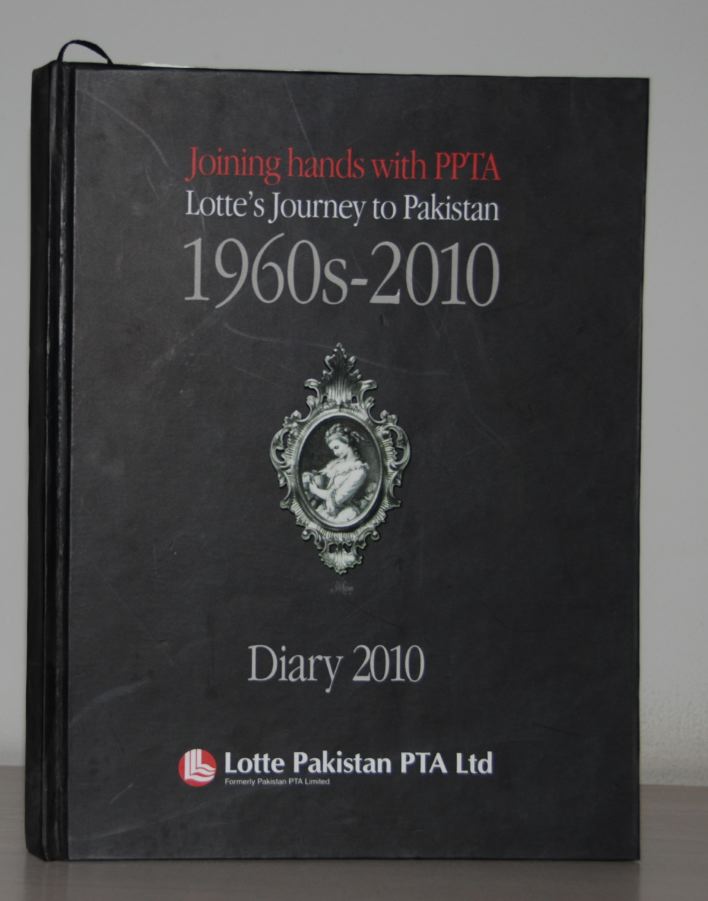 Joining hands with PPTA
Lotte's Journey to Pakistan
1960s-2010
Diary 2010
Lotte Pakistan PTA Ltd
Formerly Pakistan PTA Limited